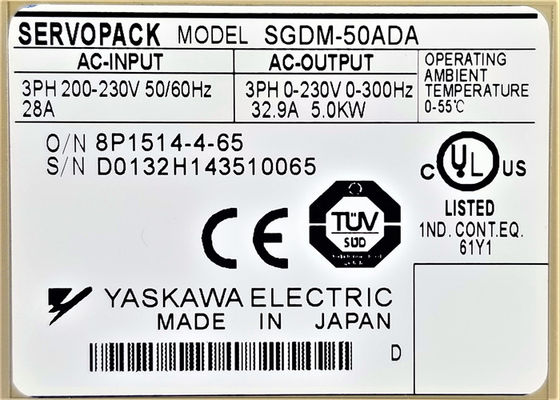 SERVOPACK MODEL SGDM-50ADA
AC-INPUT
3PH 200-230V 50/60Hz
28A
AC-OUTPUT
3PH 0-230V 0-300Hz
32.9A 5.0KW
OPERATING
AMBIENT
TEMPERATURE
0-55℃
O/N 8P1514-4-65
S/N D0132H143510065
CE
TÜV
SÜD
C UL US
LISTED
1ND. CONT.EQ.
61Y1
YASKAWA ELECTRIC
MADE IN JAPAN
D